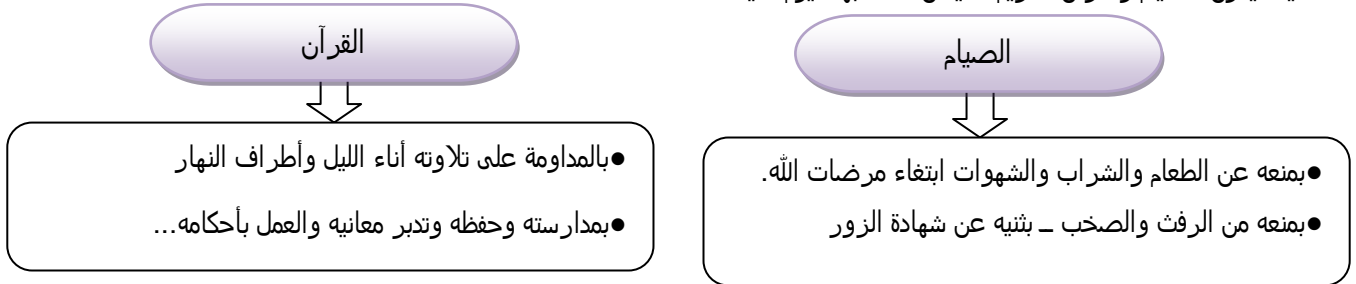 الصيام
●بمنعه عن الطعام والشراب والشهوات ابتغاء مرضات الله.
●بمنعه من الرفث والصخب – بثنيه عن شهادة الزور
القرآن
●بالمداومة على تلاوته أناء الليل وأطراف النهار
●بمدارسته وحفظه وتدبر معانيه والعمل بأحكامه...